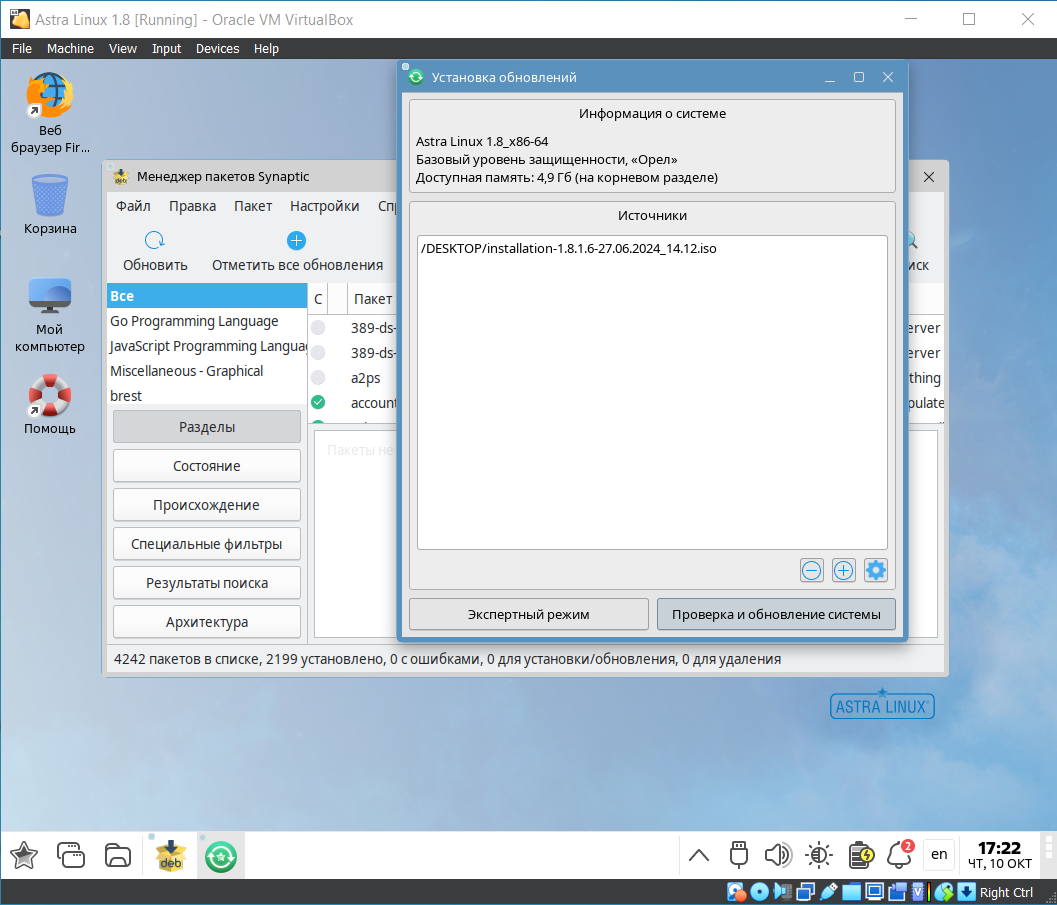 Astra Linux 1.8 [Running] - Oracle VM VirtualBox
File Machine View Input Devices Help
Веб
браузер Fir...
Корзина
Мой
компьютер
Помощь
Менеджер пакетов Synaptic
Файл Правка Пакет Настройки Спр
Обновить Отметить все обновления
иск
Все
Go Programming Language
JavaScript Programming Langua
Miscellaneous - Graphical
brest
С Пакет
389-ds- erver
389-ds- erver
a2ps thing
account pulate
Разделы
Состояние
Происхождение
Специальные фильтры
Результаты поиска
Архитектура
Пакеты не
4242 пакетов в списке, 2199 установлено, 0 с ошибками, 0 для установки/обновления, 0 для удаления
Установка обновлений
Информация о системе
Astra Linux 1.8_x86-64
Базовый уровень защищенности, «Орел»
Доступная память: 4,9 Гб (на корневом разделе)
Источники
/DESKTOP/installation-1.8.1.6-27.06.2024_14.12.iso
Экспертный режим Проверка и обновление системы
ASTRA LINUX®
deb
2
en
17:22
ЧТ, 10 ОКТ
Right Ctrl